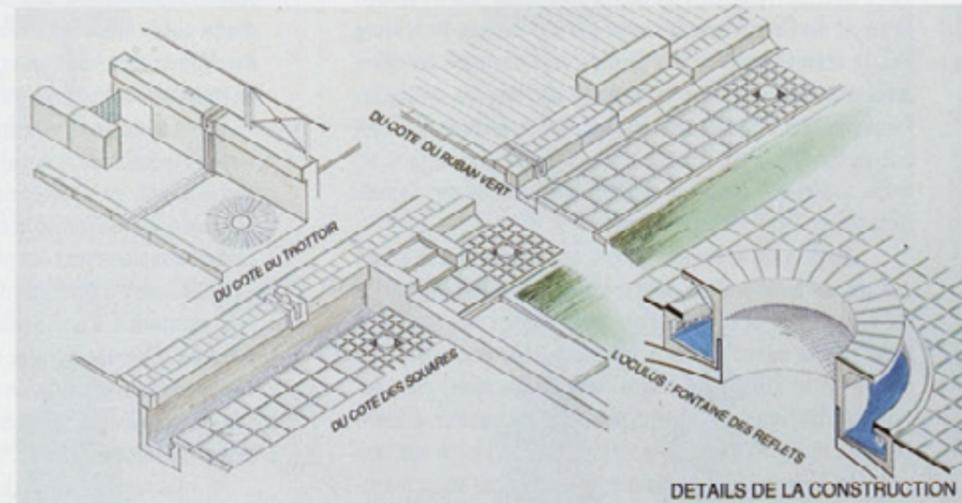 DU COTE DU RUBAN VERT
DU COTE DU TROTTOIR
DU COTE DES SQUARES
L'OCULUS : FONTAINE DES REFLETS
DETAILS DE LA CONSTRUCTION